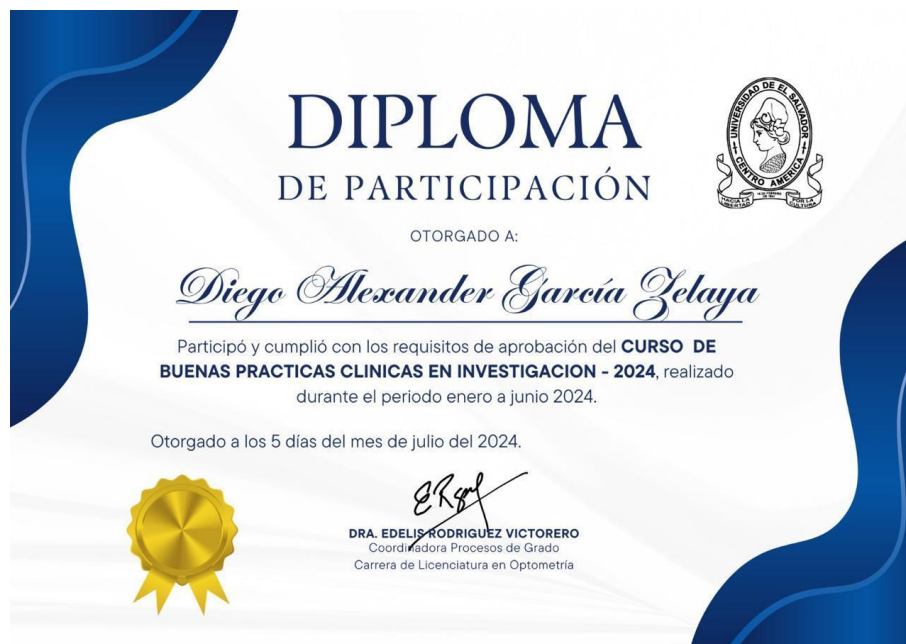 DIPLOMA
DE PARTICIPACIÓN
UNIVERSIDAD DE EL SALVADOR
CENTRO AMERICA
HACIA LA LIBERTAD
POR LA CULTURA
OTORGADO A:
Diego Alexander García Zelaya
Participó y cumplió con los requisitos de aprobación del CURSO DE
BUENAS PRACTICAS CLINICAS EN INVESTIGACION - 2024, realizado
durante el periodo enero a junio 2024.
Otorgado a los 5 días del mes de julio del 2024.
DRA. EDELIS RODRIGUEZ VICTORERO
Coordinadora Procesos de Grado
Carrera de Licenciatura en Optometría